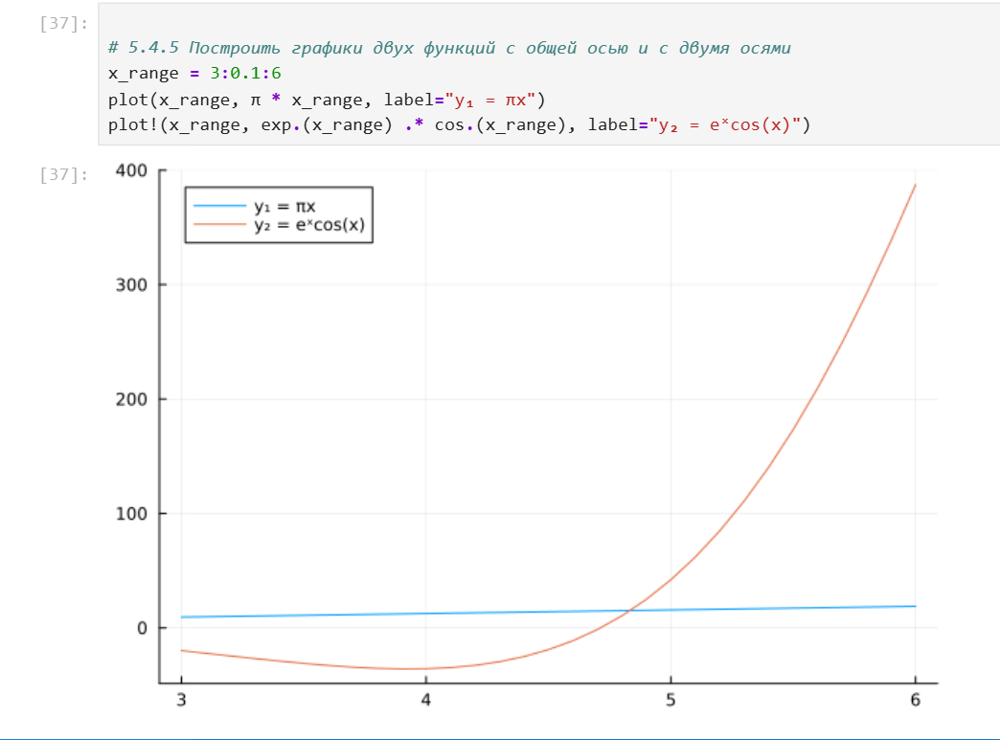 [37]:
# 5.4.5 Построить графики двух функций с общей осью и с двумя осями
x_range = 3:0.1:6
plot(x_range, π * x_range, label="y₁ = πx")
plot!(x_range, exp.(x_range) .* cos.(x_range), label="y₂ = eˣcos(x)")
[37]:
400
y₁ = πx
y₂ = eˣcos(x)
300
200
100
0
3 4 5 6